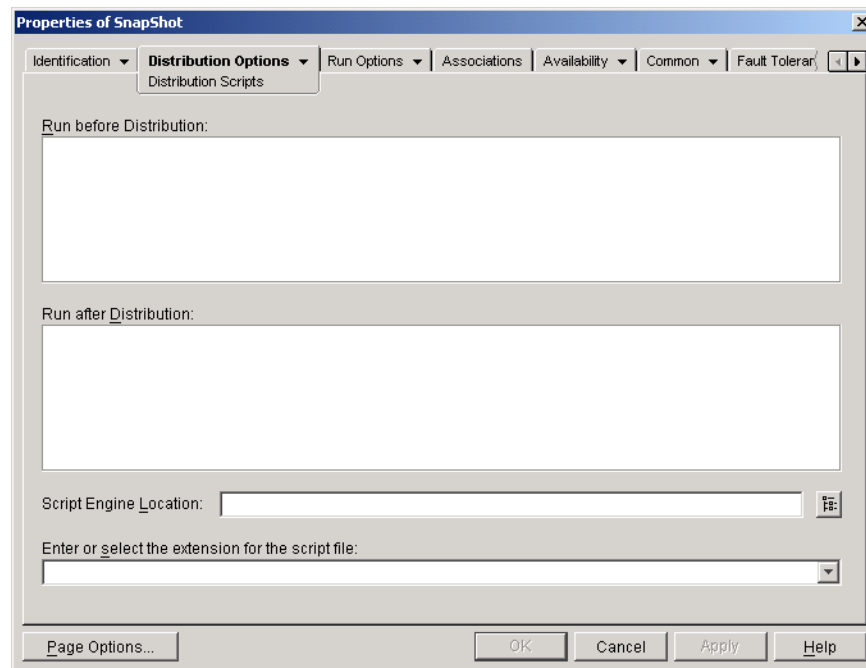 Properties of SnapShot
Identification Distribution Options Run Options Associations Availability Common Fault
Distribution Scripts
Run before Distribution:
Run after Distribution:
Script Engine Location:
Enter or select the extension for the script file:
Page Options... OK Cancel Apply Help